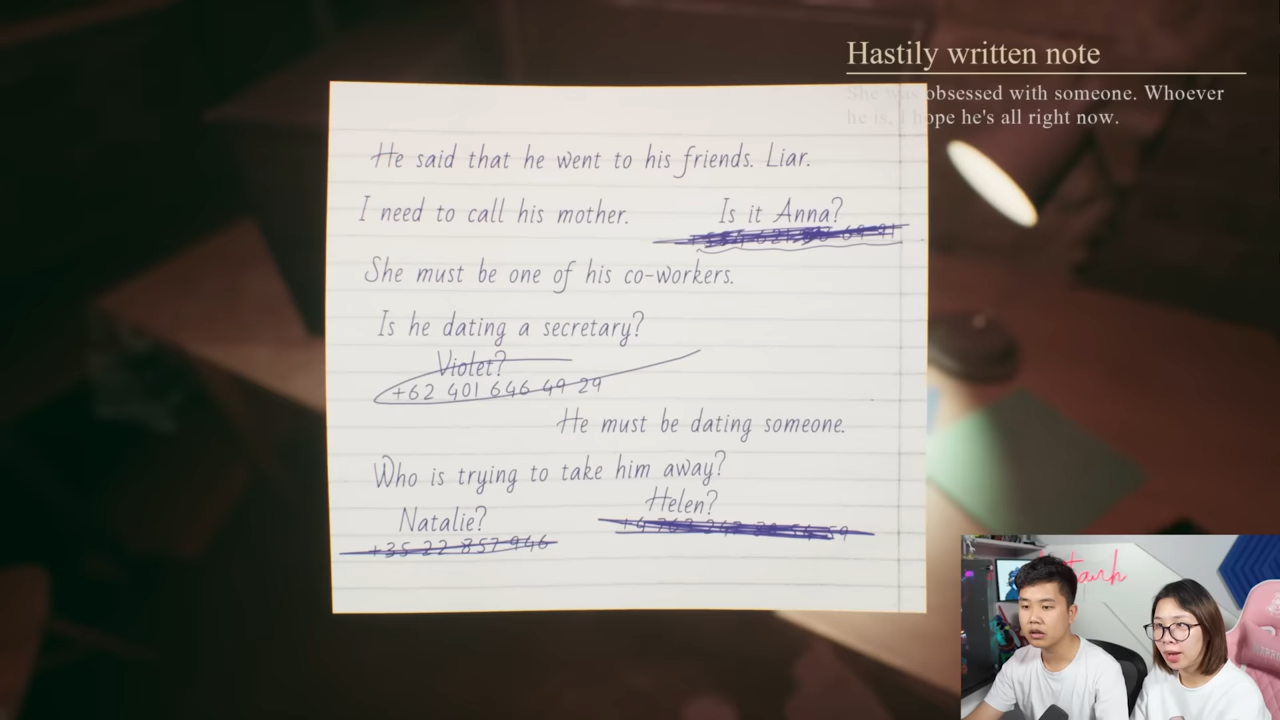 Hastily written note
She was obsessed with someone. Whoever
he is, I hope he's all right now.
He said that he went to his friends. Liar.
I need to call his mother.
Is it Anna?
She must be one of his co-workers.
Is he dating a secretary?
Violet?
+62 401 646 49 29
He must be dating someone.
Who is trying to take him away?
Helen?
Natalie?
+35 22 857 946